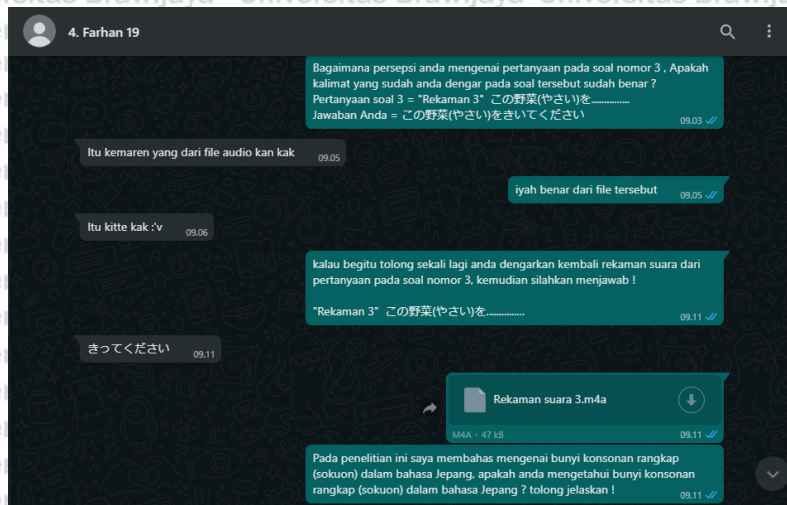 4. Farhan 19
Bagaimana persepsi anda mengenai pertanyaan pada soal nomor 3 , Apakah
kalimat yang sudah anda dengar pada soal tersebut sudah benar ?
Pertanyaan soal 3 = "Rekaman 3" この野菜(やさい)を...............
Jawaban Anda = この野菜(やさい)をきいてください
09.03
Itu kemaren yang dari file audio kan kak
09.05
iyah benar dari file tersebut
09.05
Itu kitte kak :'v
09.06
kalau begitu tolong sekali lagi anda dengarkan kembali rekaman suara dari
pertanyaan pada soal nomor 3, kemudian silahkan menjawab !
"Rekaman 3" この野菜(やさい)を...............
09.11
きってください
09.11
Rekaman suara 3.m4a
M4A • 47 kB
09.11
Pada penelitian ini saya membahas mengenai bunyi konsonan rangkap
(sokuon) dalam bahasa Jepang, apakah anda mengetahui bunyi konsonan
rangkap (sokuon) dalam bahasa Jepang ? tolong jelaskan !
09.11